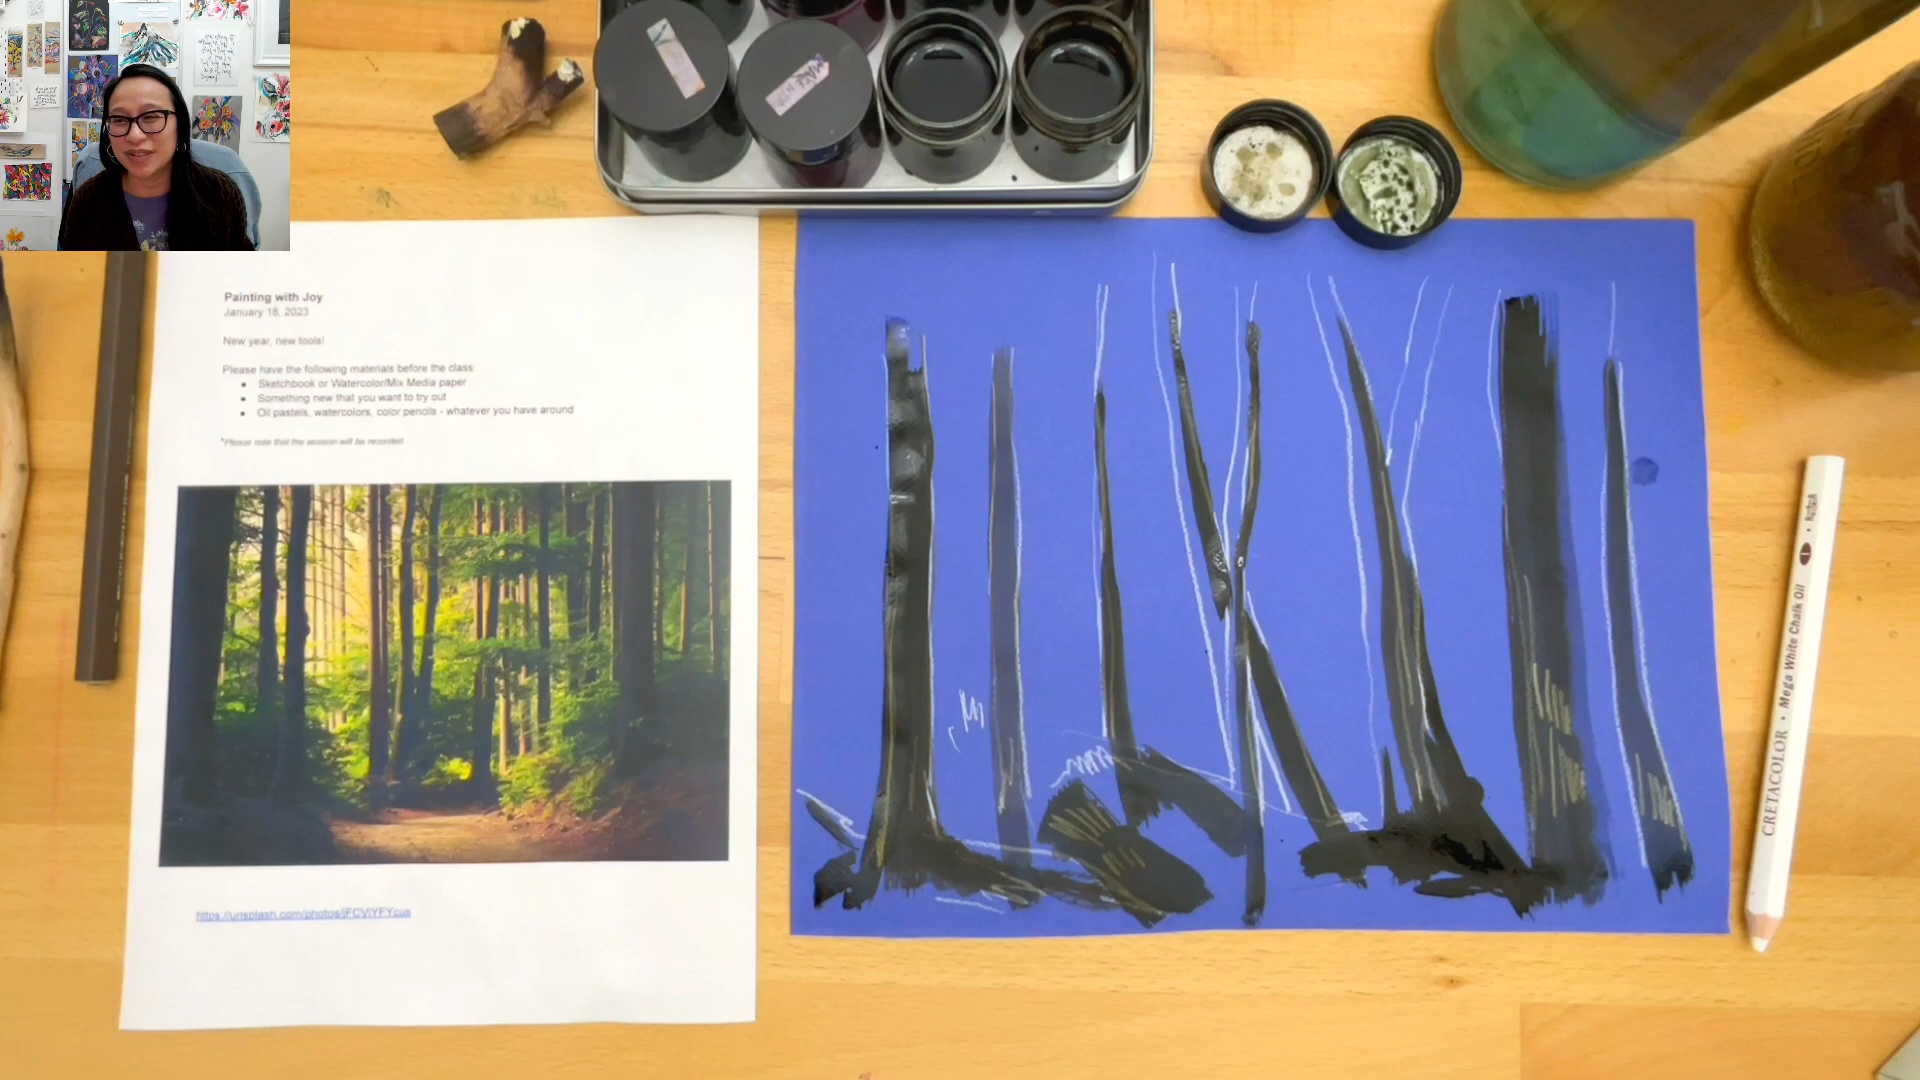 Painting with Joy
January 18, 2023
New year, new tools!
Please have the following materials before the class:
Sketchbook or Watercolor/Mix Media paper
Something new that you want to try out
Oil pastels, watercolors, color pencils - whatever you have around
*Please note that the session will be recorded.
CRETACOLOR • Mega White Chalk Oil